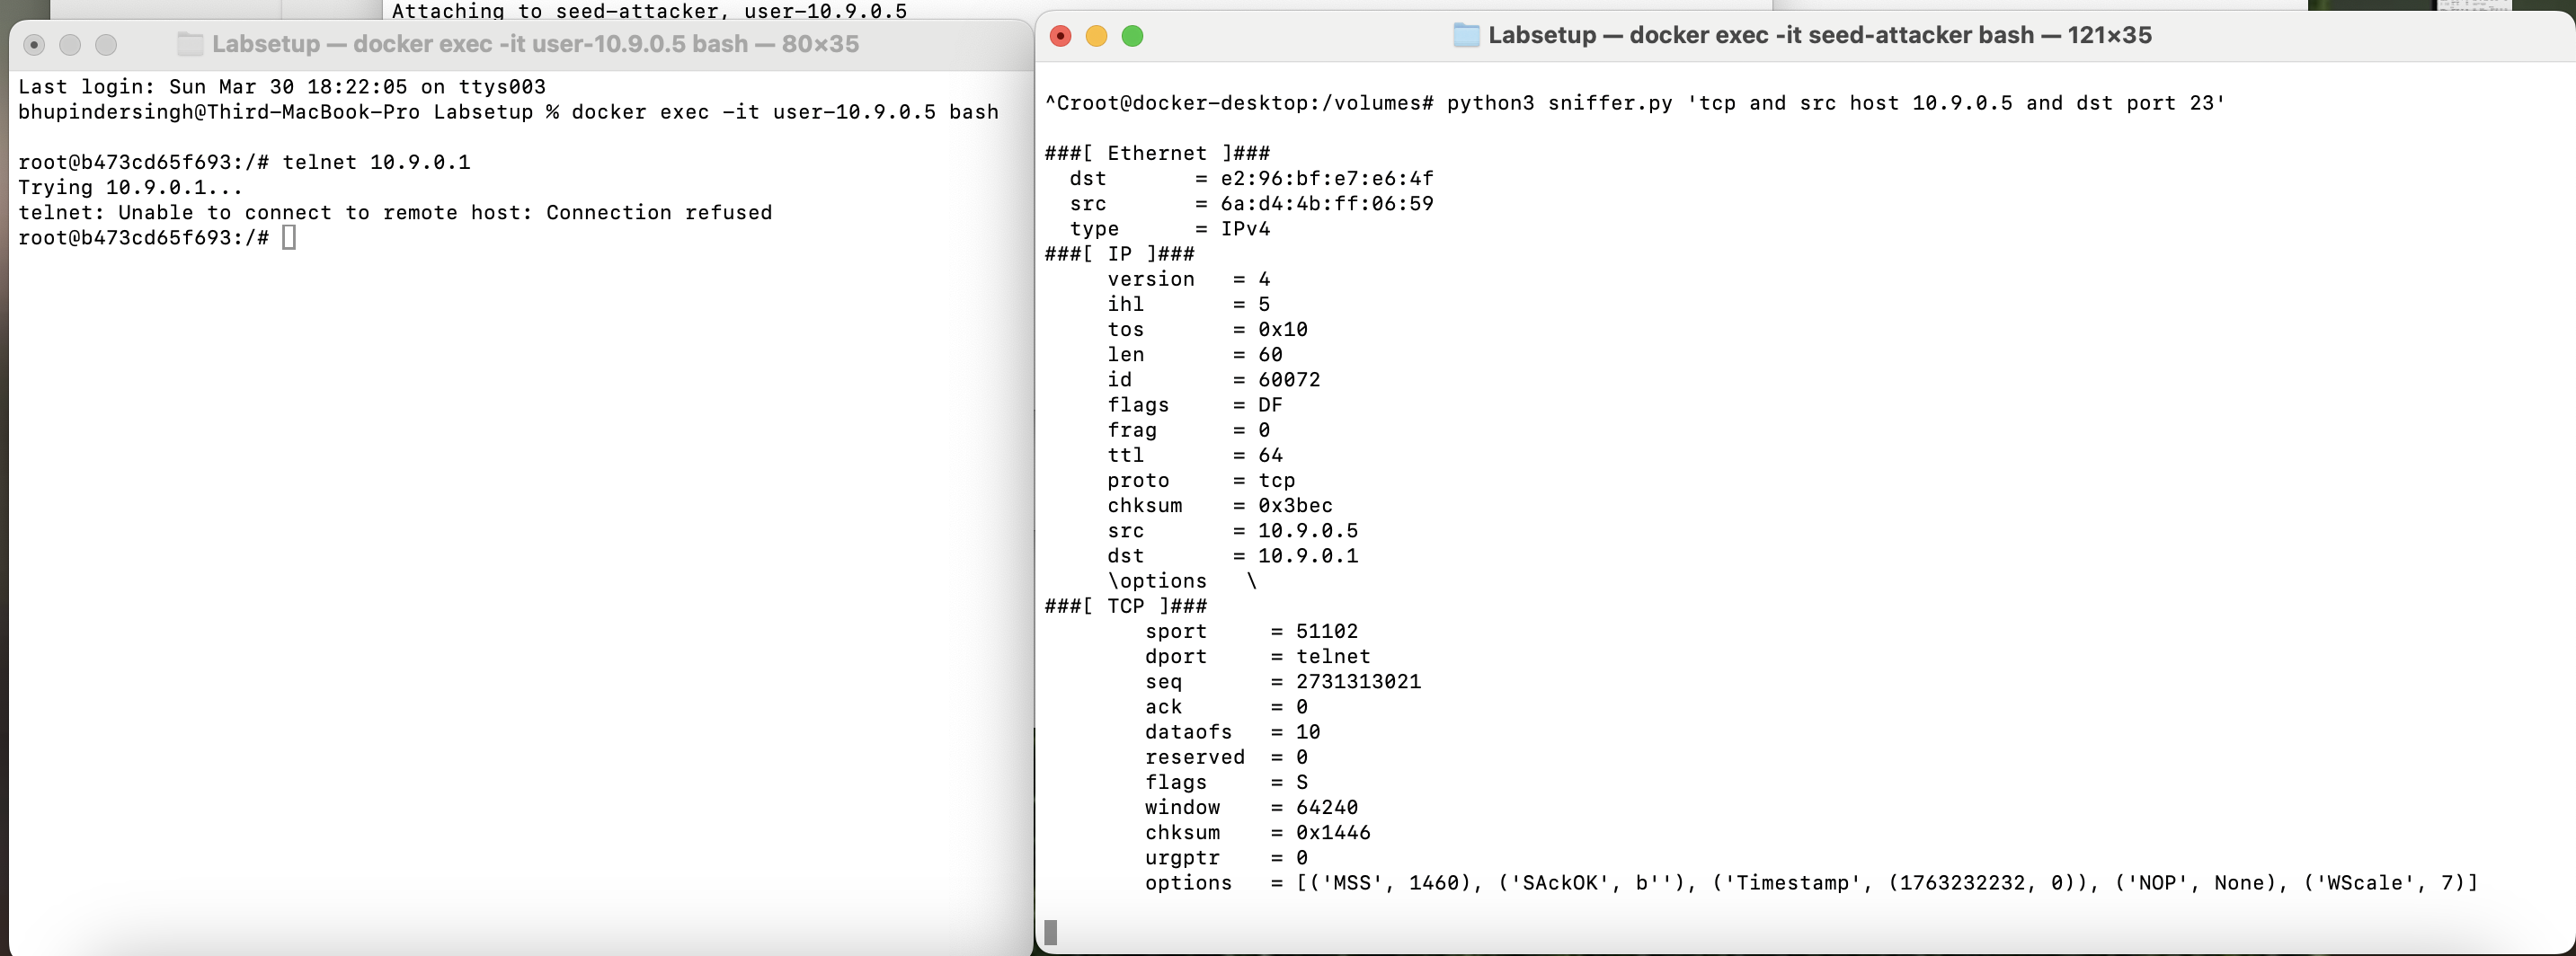 Attaching to seed-attacker, user-10.9.0.5
Labsetup — docker exec -it user-10.9.0.5 bash — 80×35
Last login: Sun Mar 30 18:22:05 on ttys003
bhupindersingh@Third-MacBook-Pro Labsetup % docker exec -it user-10.9.0.5 bash
root@b473cd65f693:/# telnet 10.9.0.1
Trying 10.9.0.1...
telnet: Unable to connect to remote host: Connection refused
root@b473cd65f693:/#
Labsetup — docker exec -it seed-attacker bash — 121×35
^Croot@docker-desktop:/volumes# python3 sniffer.py 'tcp and src host 10.9.0.5 and dst port 23'
###[ Ethernet ]###
  dst       = e2:96:bf:e7:e6:4f
  src       = 6a:d4:4b:ff:06:59
  type      = IPv4
###[ IP ]###
     version   = 4
     ihl       = 5
     tos       = 0x10
     len       = 60
     id        = 60072
     flags     = DF
     frag      = 0
     ttl       = 64
     proto     = tcp
     chksum    = 0x3bec
     src       = 10.9.0.5
     dst       = 10.9.0.1
     \options   \
###[ TCP ]###
        sport     = 51102
        dport     = telnet
        seq       = 2731313021
        ack       = 0
        dataofs   = 10
        reserved  = 0
        flags     = S
        window    = 64240
        chksum    = 0x1446
        urgptr    = 0
        options   = [('MSS', 1460), ('SAckOK', b''), ('Timestamp', (1763232232, 0)), ('NOP', None), ('WScale', 7)]